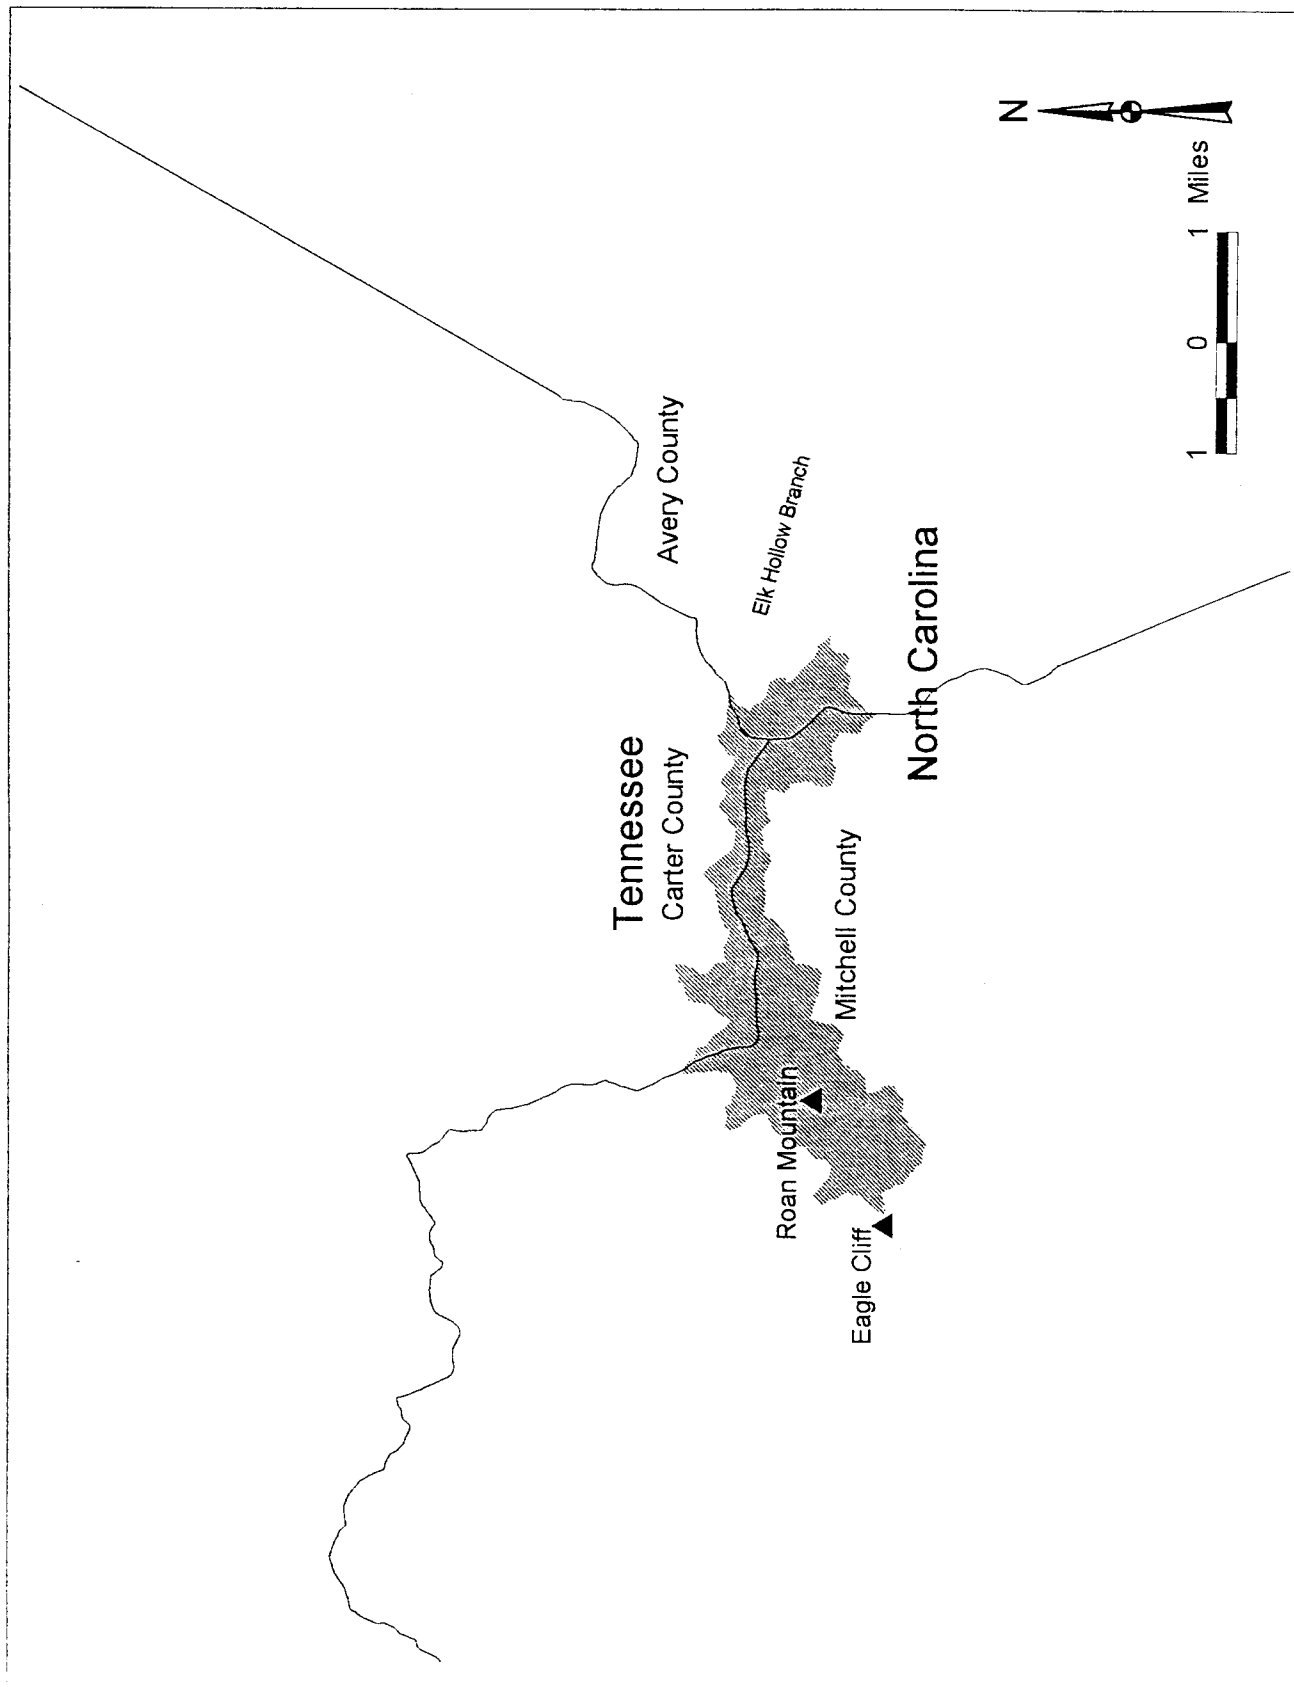 N
Tennessee
Carter County
Avery County
Elk Hollow Branch
Roan Mountain
Mitchell County
Eagle Cliff
North Carolina
1 0 1 Miles